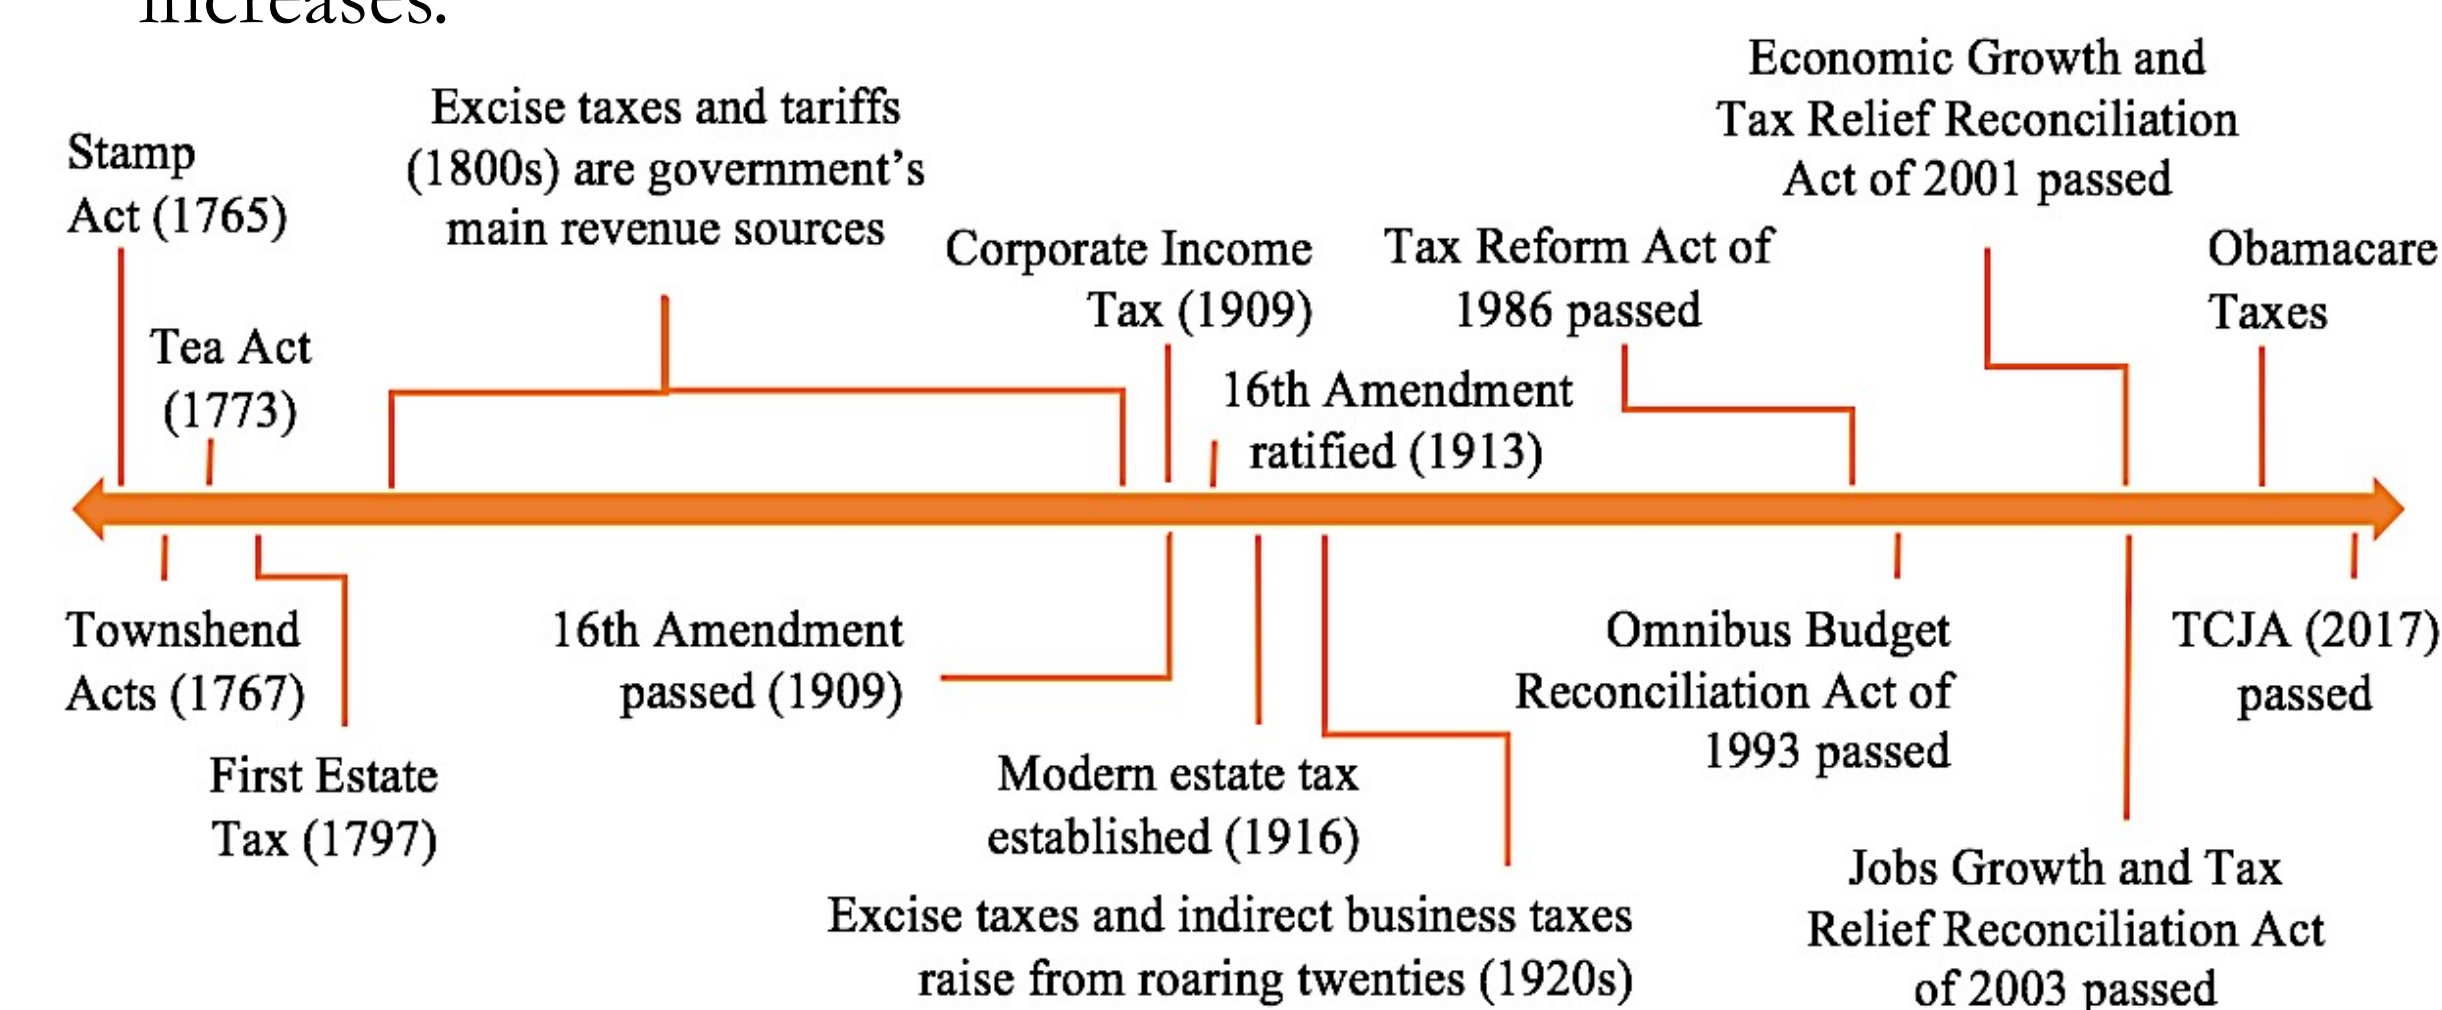 increases.
Stamp
Act (1765)
Tea Act
(1773)
Excise taxes and tariffs
(1800s) are government’s
main revenue sources
Corporate Income
Tax (1909)
16th Amendment
ratified (1913)
Tax Reform Act of
1986 passed
Economic Growth and
Tax Relief Reconciliation
Act of 2001 passed
Obamacare
Taxes
Townshend
Acts (1767)
First Estate
Tax (1797)
16th Amendment
passed (1909)
Modern estate tax
established (1916)
Excise taxes and indirect business taxes
raise from roaring twenties (1920s)
Omnibus Budget
Reconciliation Act of
1993 passed
Jobs Growth and Tax
Relief Reconciliation Act
of 2003 passed
TCJA (2017)
passed